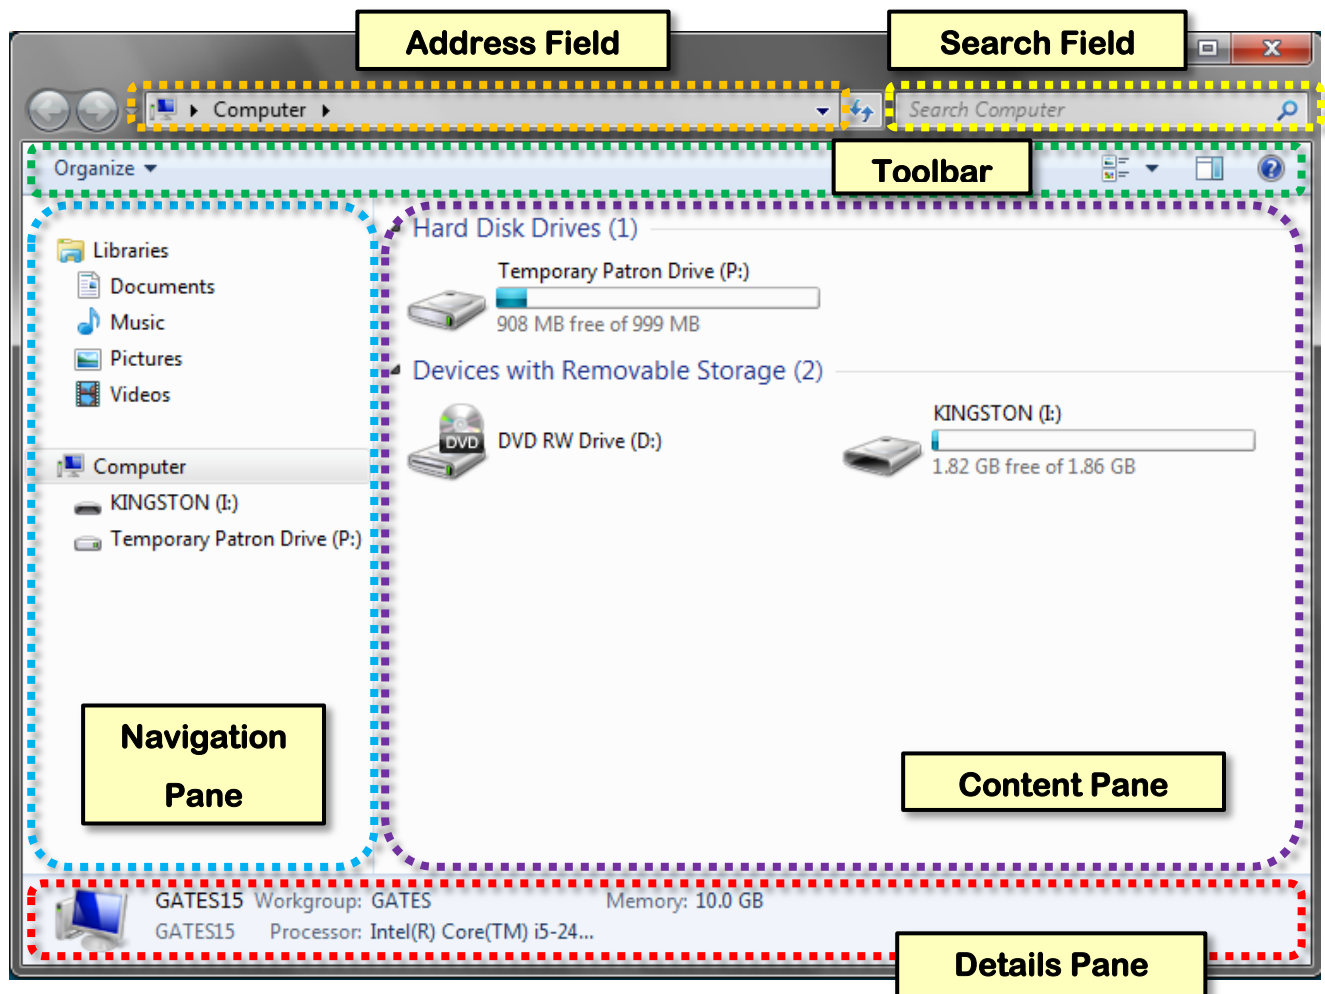 Address Field
Search Field
Computer
Search Computer
Organize
Toolbar
Libraries
Documents
Music
Pictures
Videos
Computer
KINGSTON (I:)
Temporary Patron Drive (P:)
Navigation
Pane
Hard Disk Drives (1)
Temporary Patron Drive (P:)
908 MB free of 999 MB
Devices with Removable Storage (2)
DVD
DVD RW Drive (D:)
KINGSTON (I:)
1.82 GB free of 1.86 GB
Content Pane
GATES15 Workgroup: GATES Memory: 10.0 GB
GATES15 Processor: Intel(R) Core(TM) i5-24...
Details Pane